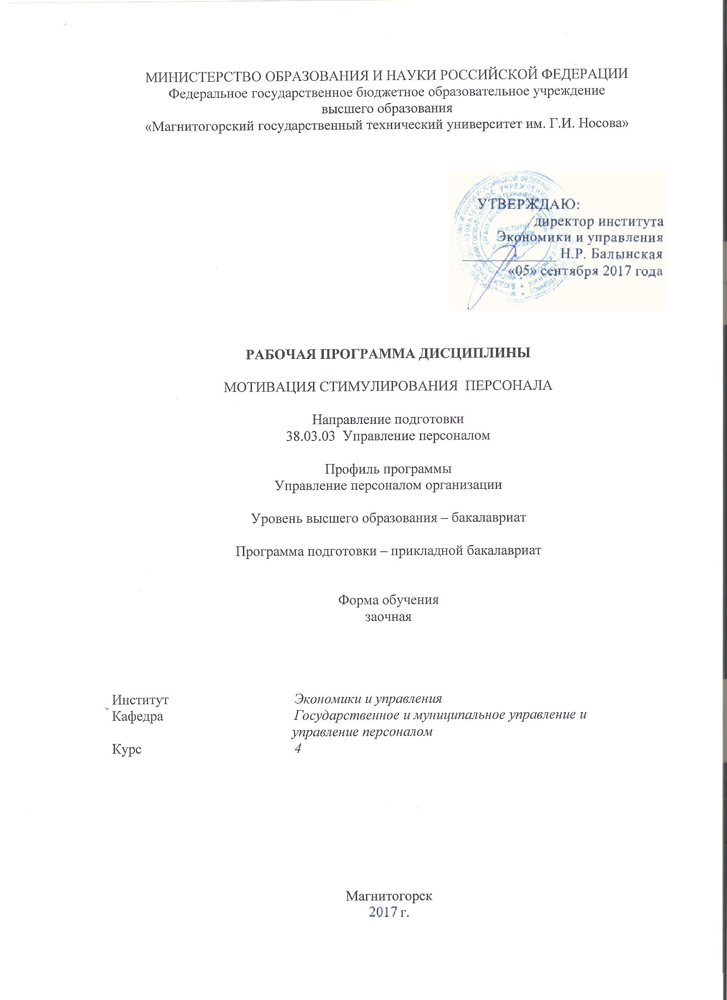 МИНИСТЕРСТВО ОБРАЗОВАНИЯ И НАУКИ РОССИЙСКОЙ ФЕДЕРАЦИИ
Федеральное государственное бюджетное образовательное учреждение
высшего образования
«Магнитогорский государственный технический университет им. Г.И. Носова»
УТВЕРЖДАЮ:
директор института
Экономики и управления
Н.Р. Балынская
«05» сентября 2017 года
РАБОЧАЯ ПРОГРАММА ДИСЦИПЛИНЫ
МОТИВАЦИЯ СТИМУЛИРОВАНИЯ ПЕРСОНАЛА
Направление подготовки
38.03.03 Управление персоналом
Профиль программы
Управление персоналом организации
Уровень высшего образования – бакалавриат
Программа подготовки – прикладной бакалавриат
Форма обучения
заочная
Институт Экономики и управления
Кафедра Государственное и муниципальное управление и
управление персоналом
Курс 4
Магнитогорск
2017 г.